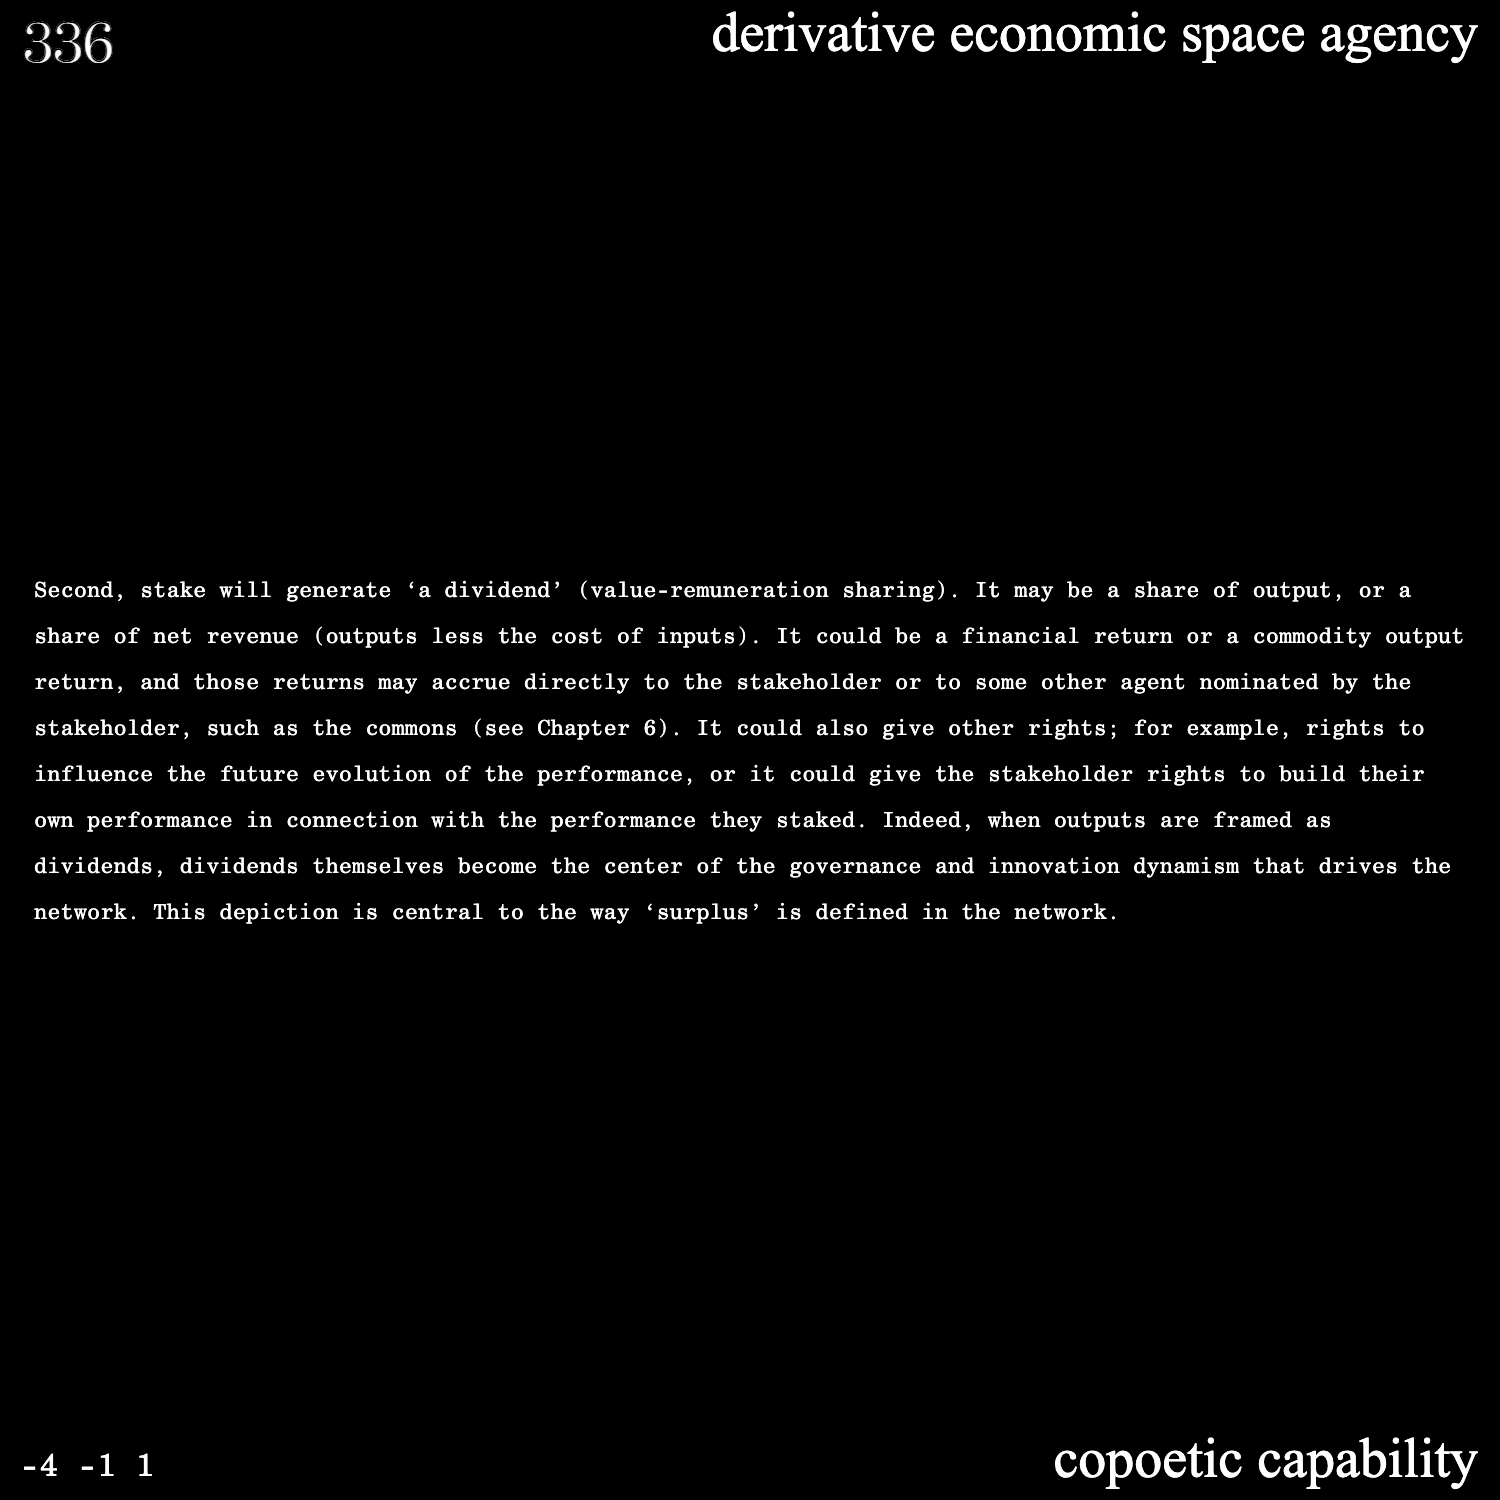 336
derivative economic space agency
Second, stake will generate ‘a dividend’ (value-remuneration sharing). It may be a share of output, or a
share of net revenue (outputs less the cost of inputs). It could be a financial return or a commodity output
return, and those returns may accrue directly to the stakeholder or to some other agent nominated by the
stakeholder, such as the commons (see Chapter 6). It could also give other rights; for example, rights to
influence the future evolution of the performance, or it could give the stakeholder rights to build their
own performance in connection with the performance they staked. Indeed, when outputs are framed as
dividends, dividends themselves become the center of the governance and innovation dynamism that drives the
network. This depiction is central to the way ‘surplus’ is defined in the network.
-4 -1 1
copoetic capability